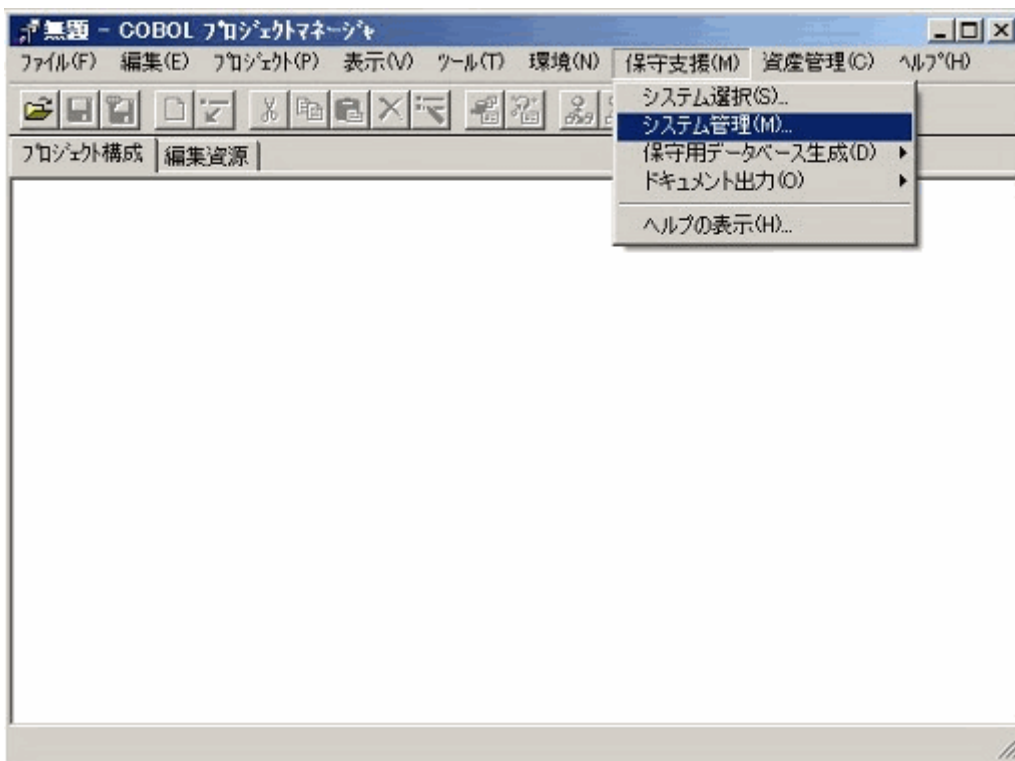 無題 - COBOL ﾌﾟﾛｼﾞｪｸﾄﾏﾈｰｼﾞｬ
ﾌｧｲﾙ(F) 編集(E) ﾌﾟﾛｼﾞｪｸﾄ(P) 表示(V) ﾂｰﾙ(T) 環境(N) 保守支援(M) 資産管理(C) ﾍﾙﾌﾟ(H)
システム選択(S)...
システム管理(M)...
保守用データベース生成(D)
ドキュメント出力(O)
ヘルプの表示(H)...
ﾌﾟﾛｼﾞｪｸﾄ構成 編集資源